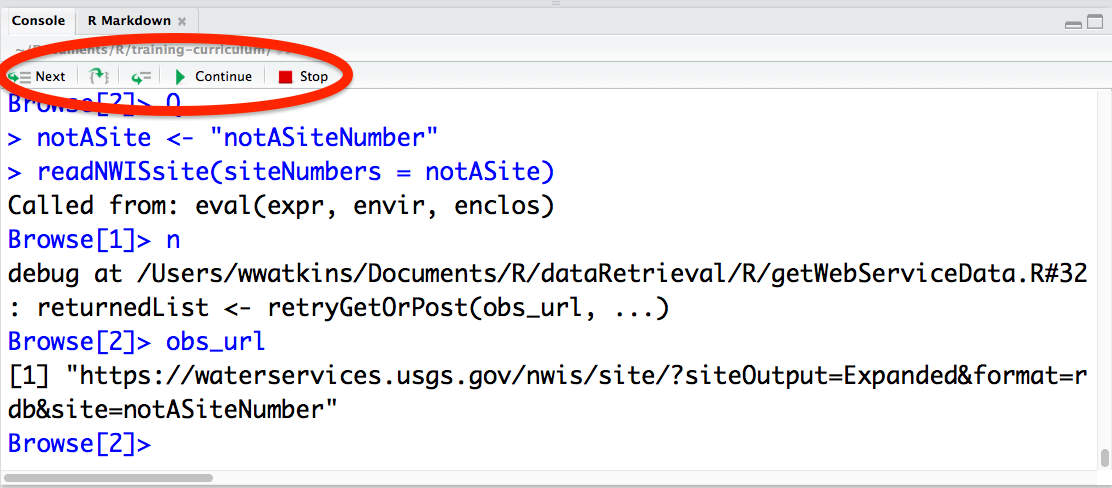 Console R Markdown
~/Documents/R/training-curriculum/
Next Continue Stop
Browse[2]> Q
> notASite <- "notASiteNumber"
> readNWISsite(siteNumbers = notASite)
Called from: eval(expr, envir, enclos)
Browse[1]> n
debug at /Users/wwatkins/Documents/R/dataRetrieval/R/getWebServiceData.R#32
: returnedList <- retryGetOrPost(obs_url, ...)
Browse[2]> obs_url
[1] "https://waterservices.usgs.gov/nwis/site/?siteOutput=Expanded&format=r
db&site=notASiteNumber"
Browse[2]>